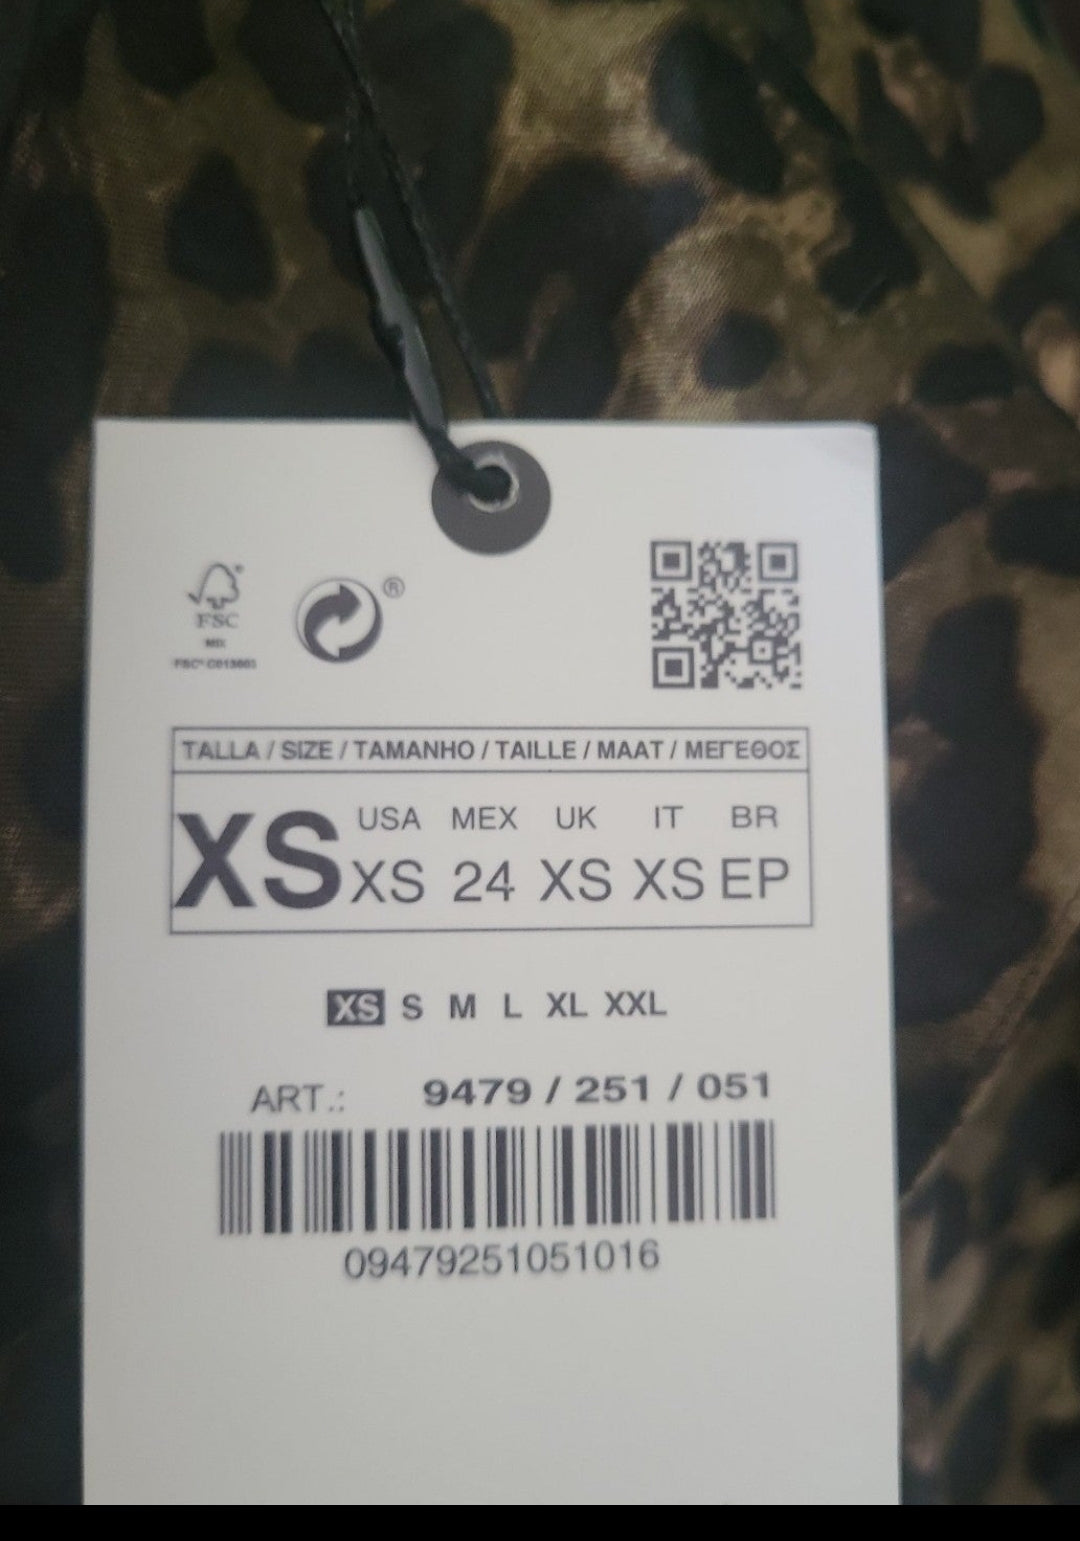 ®
FSC
MIX
TALLA / SIZE / TAMANHO / TAILLE / MAAT / ΜΕΓΕΘΟΣ
XS
USA MEX UK IT BR
XS 24 XS XS EP
XS S M L XL XXL
ART.: 9479 / 251 / 051
09479251051016